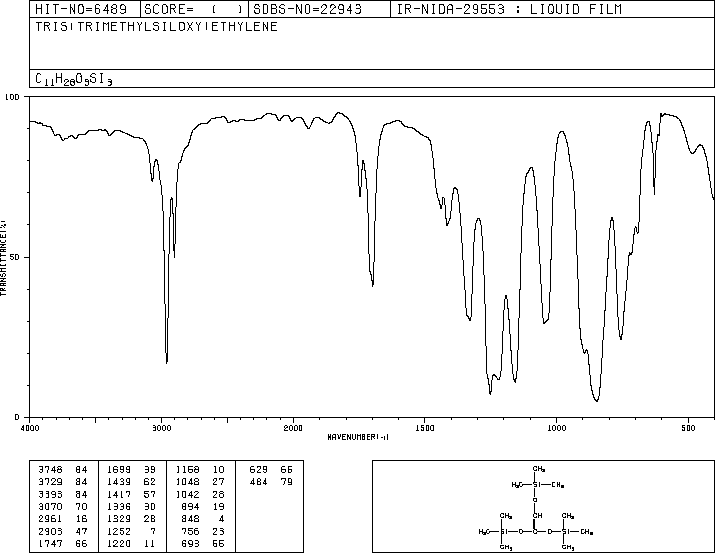 HIT-NO=6489 SCORE= ( ) SDBS-NO=22943 IR-NIDA-29553 : LIQUID FILM
TRIS(TRIMETHYLSILOXY)ETHYLENE
C11H28O3SI3
100
50
0
TRANSMITTANCE(%)
4000 3000 2000 1500 1000 500
WAVENUMBER(-1)
3748 84 1699 39 1158 10 629 66
3729 84 1439 62 1048 27 484 79
3393 84 1417 57 1042 28
3070 70 1336 30 894 19
2961 16 1329 28 848 4
2903 47 1252 7 756 23
1747 66 1220 11 693 55
CH3
H3C Si CH3
O
CH3 CH CH3
H3C Si O C O Si CH3
CH3 CH3